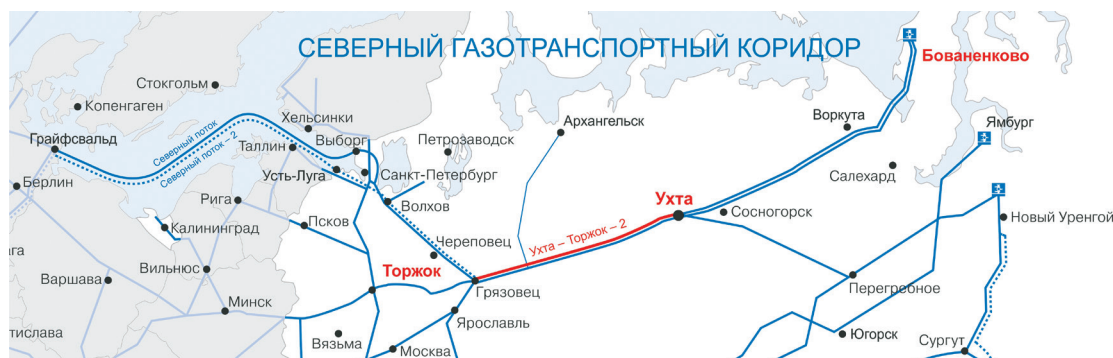 СЕВЕРНЫЙ ГАЗОТРАНСПОРТНЫЙ КОРИДОР
Бованенково
Стокгольм
Копенгаген
Хельсинки
Воркута
Архангельск
Ямбург
Петрозаводск
Грайфсвальд
Северный поток
Северный поток – 2
Таллин
Выборг
Усть-Луга
Санкт-Петербург
Салехард
Берлин
Рига
Волхов
Ухта
Сосногорск
Новый Уренгой
Калининград
Псков
Череповец
Ухта – Торжок – 2
ага
Вильнюс
Торжок
Варшава
Грязовец
Перегребное
Минск
Ярославль
тислава
Вязьма
Москва
Югорск
Сургут